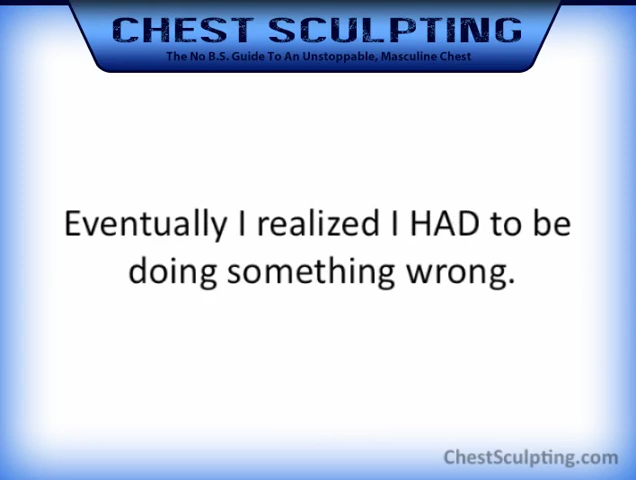 CHEST SCULPTING
The No B.S. Guide To An Unstoppable, Masculine Chest
Eventually I realized I HAD to be
doing something wrong.
ChestSculpting.com